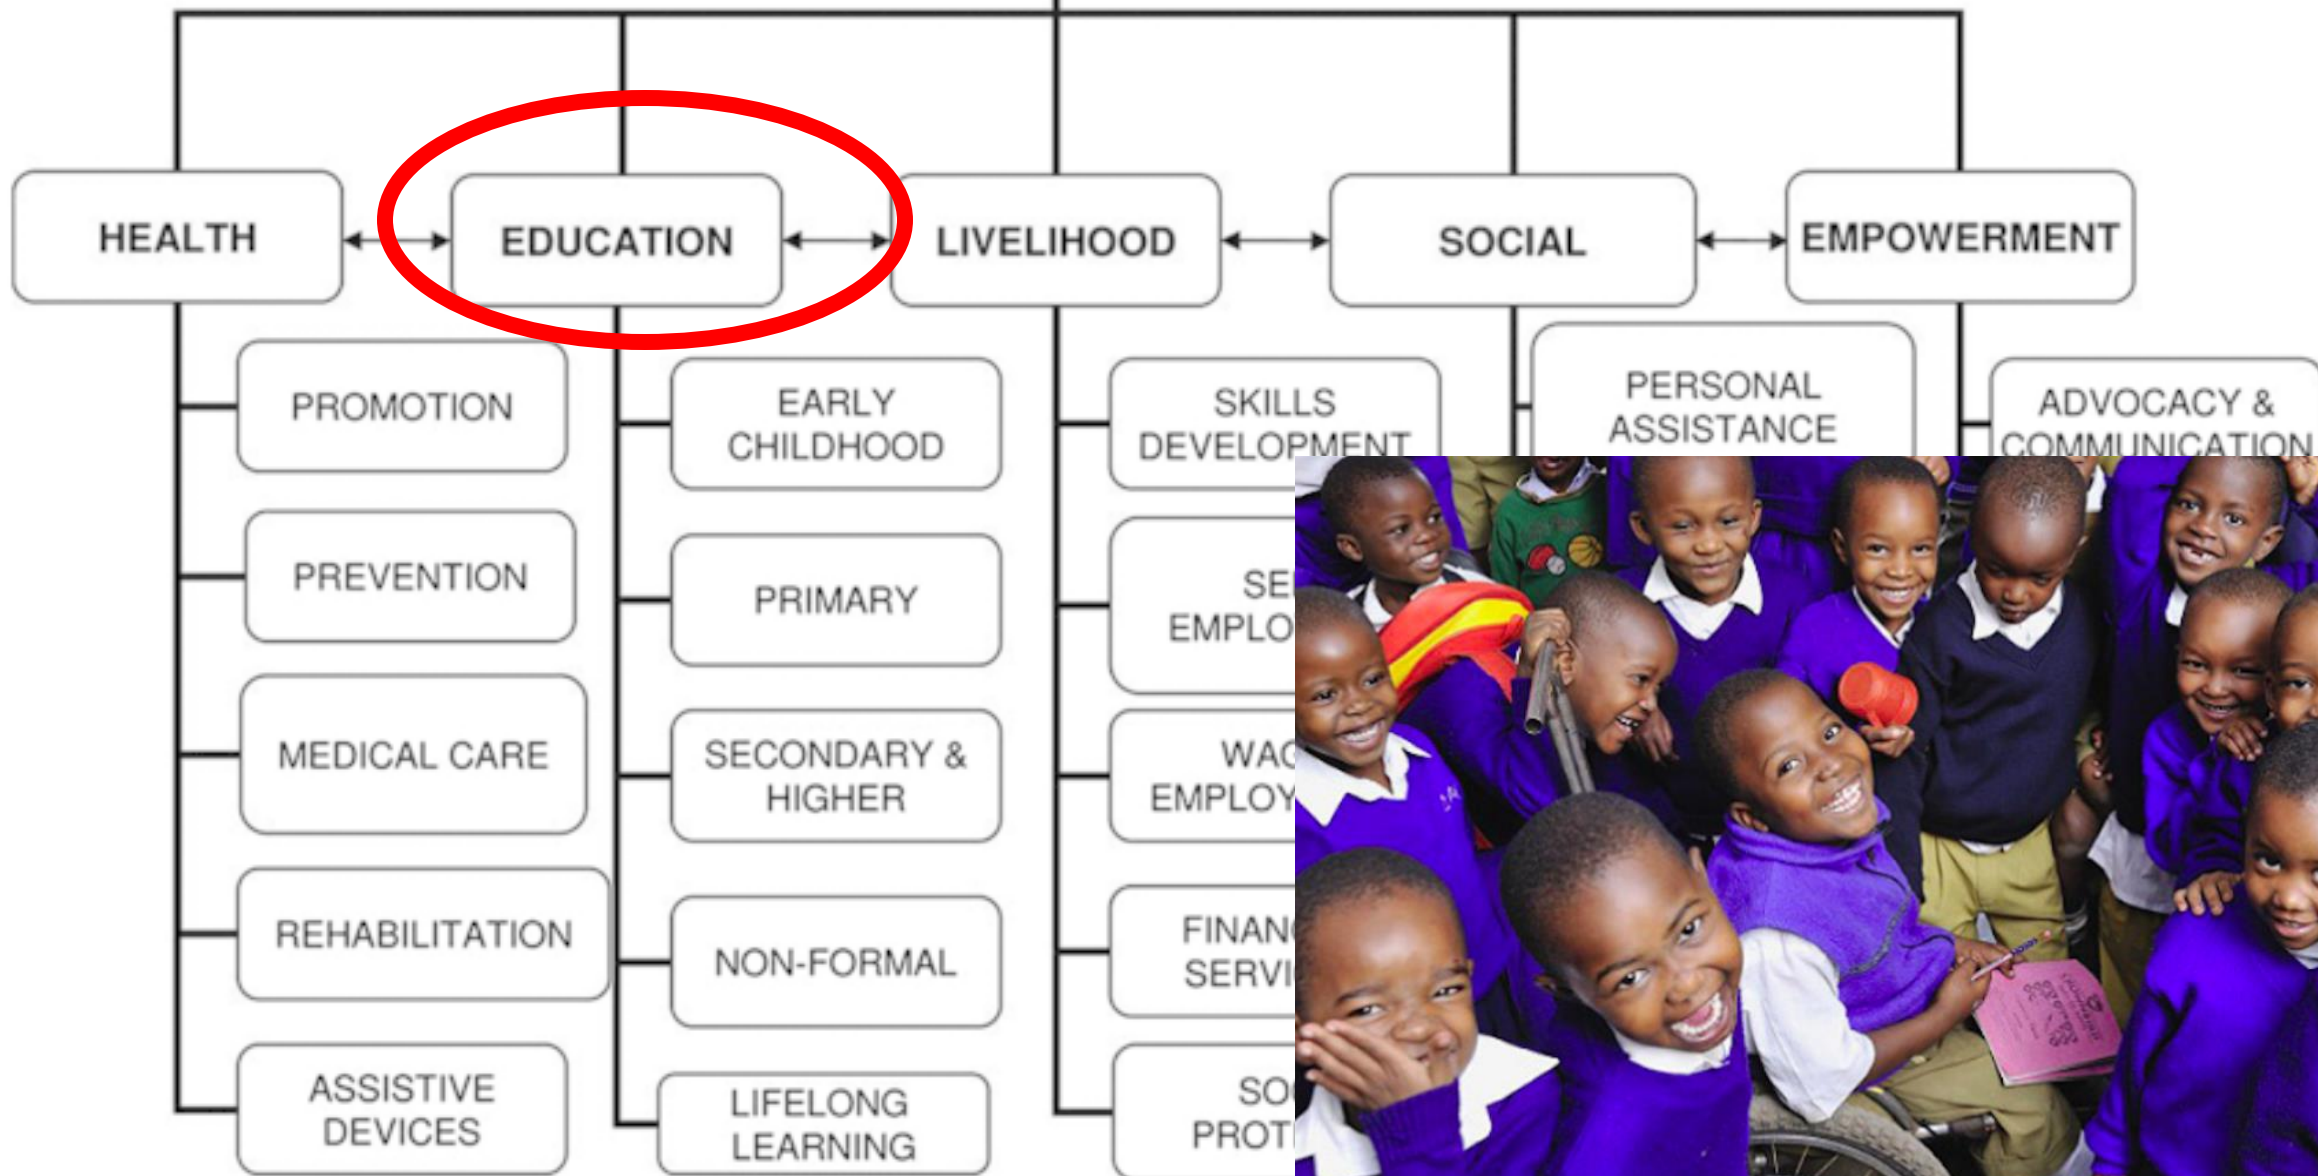 HEALTH
EDUCATION
LIVELIHOOD
SOCIAL
EMPOWERMENT
PROMOTION
PREVENTION
MEDICAL CARE
REHABILITATION
ASSISTIVE
DEVICES
EARLY
CHILDHOOD
PRIMARY
SECONDARY &
HIGHER
NON-FORMAL
LIFELONG
LEARNING
SKILLS
DEVELOPMENT
PERSONAL
ASSISTANCE
ADVOCACY &
COMMUNICATION